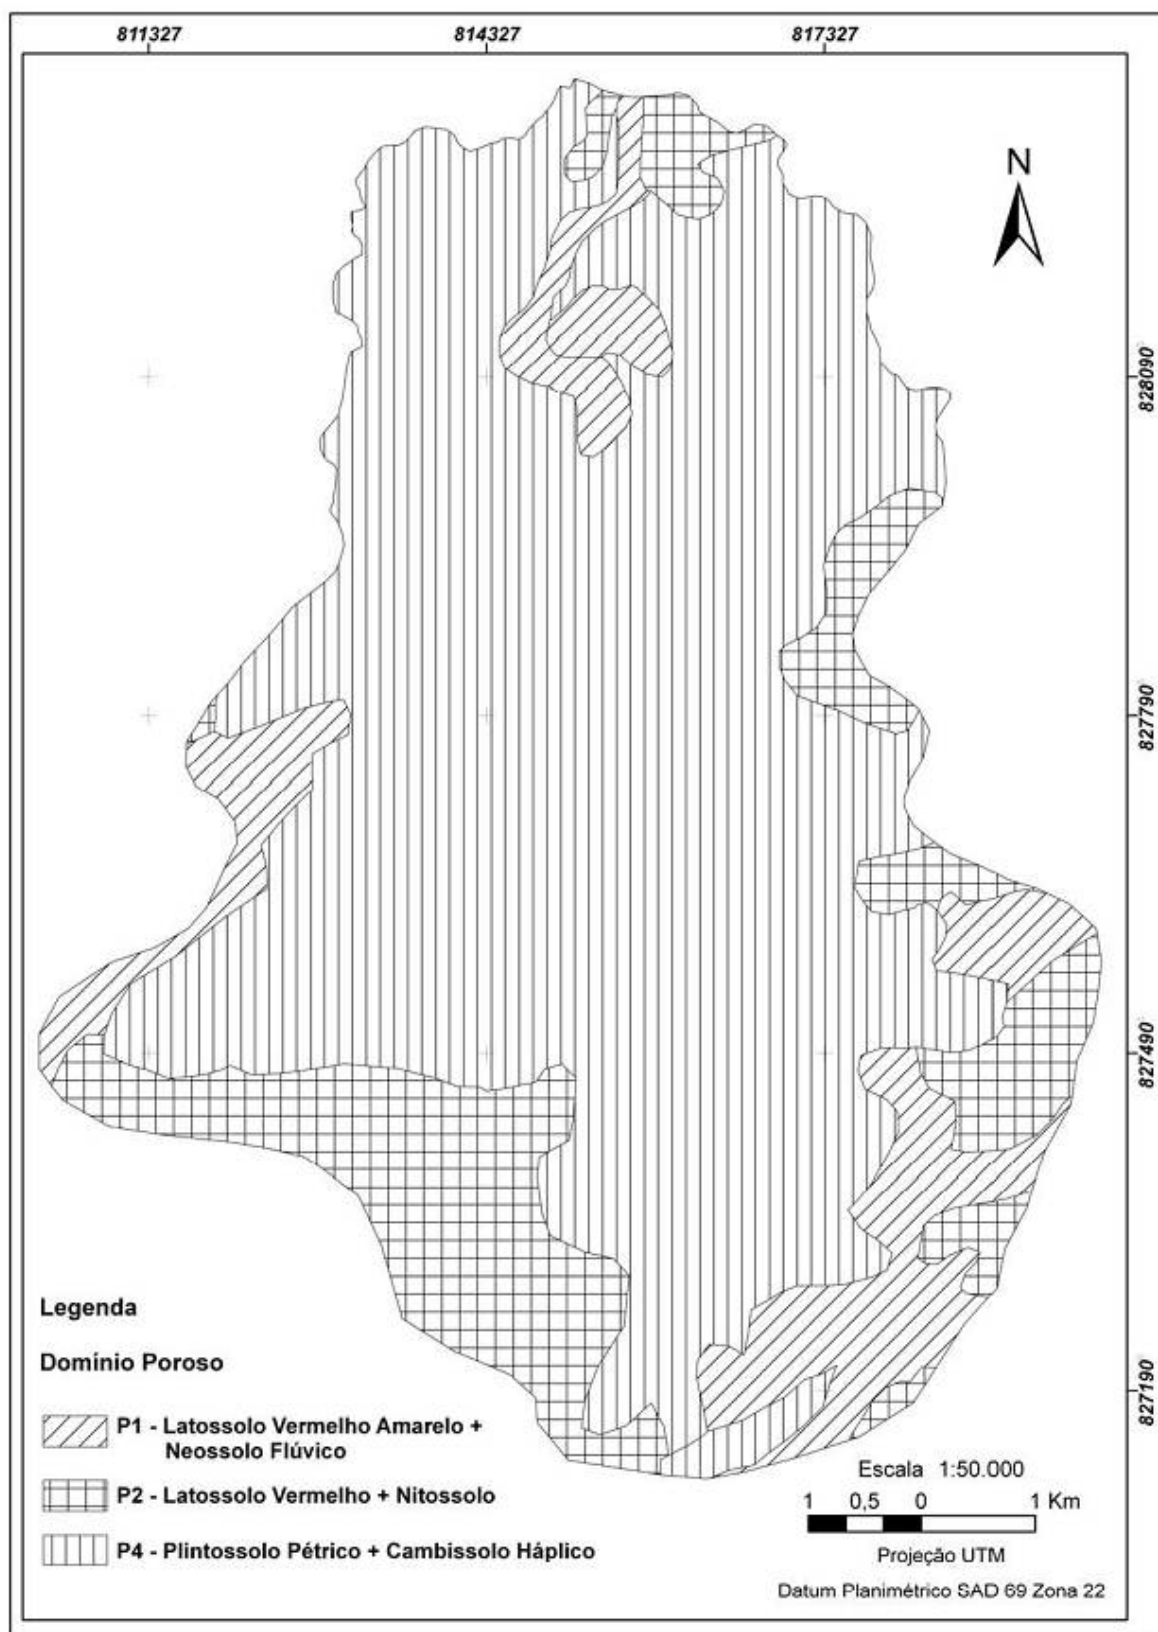 811327 814327 817327
N
828090
827790
827490
827190
Legenda
Domínio Poroso
P1 - Latossolo Vermelho Amarelo +
Neossolo Flúvico
P2 - Latossolo Vermelho + Nitossolo
P4 - Plintossolo Pétrico + Cambissolo Háplico
Escala 1:50.000
1 0,5 0 1 Km
Projeção UTM
Datum Planimétrico SAD 69 Zona 22